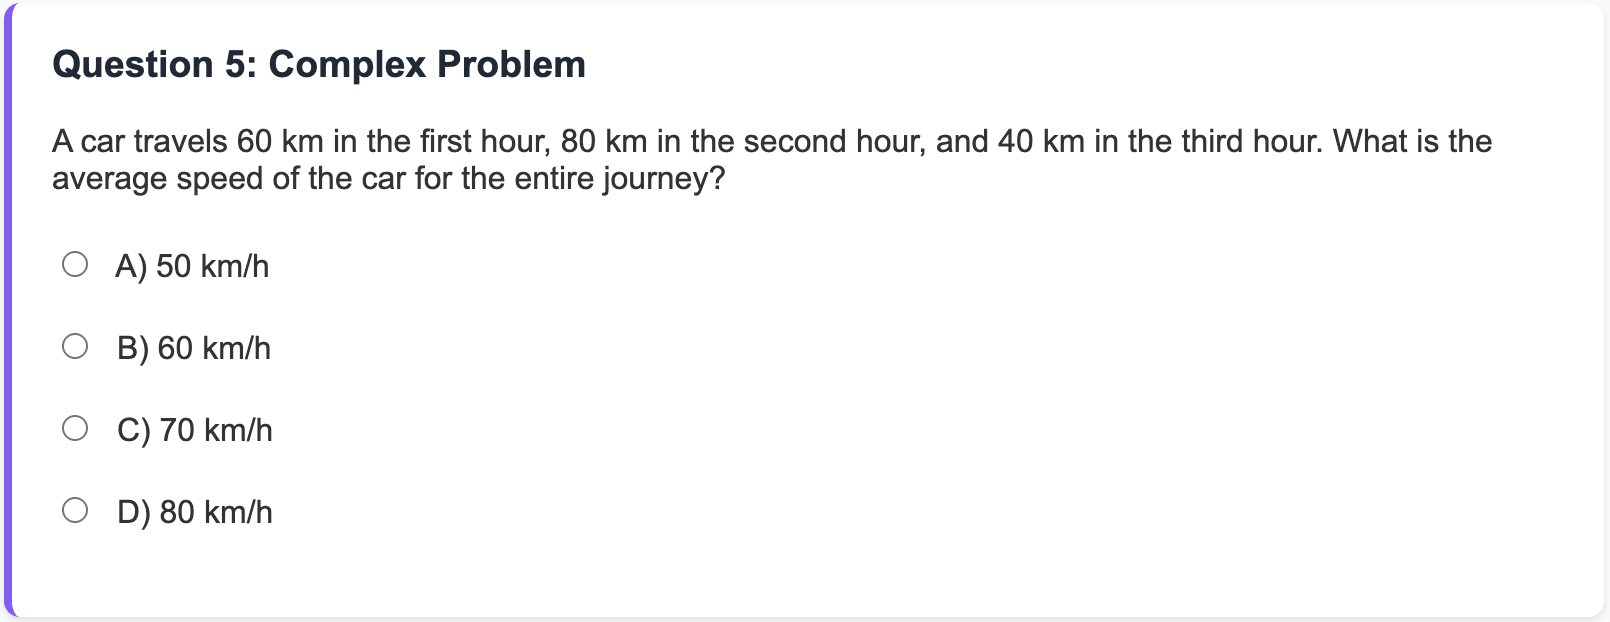 Question 5: Complex Problem
A car travels 60 km in the first hour, 80 km in the second hour, and 40 km in the third hour. What is the
average speed of the car for the entire journey?
A) 50 km/h
B) 60 km/h
C) 70 km/h
D) 80 km/h